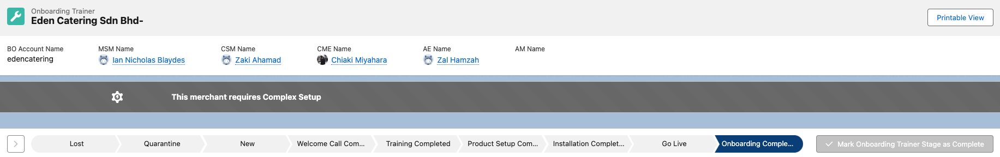 Onboarding Trainer
Eden Catering Sdn Bhd-
Printable View
BO Account Name
edencatering
MSM Name
Ian Nicholas Blaydes
CSM Name
Zaki Ahamad
CME Name
Chiaki Miyahara
AE Name
Zal Hamzah
AM Name
This merchant requires Complex Setup
Lost
Quarantine
New
Welcome Call Com...
Training Completed
Product Setup Com...
Installation Complet...
Go Live
Onboarding Comple...
Mark Onboarding Trainer Stage as Complete